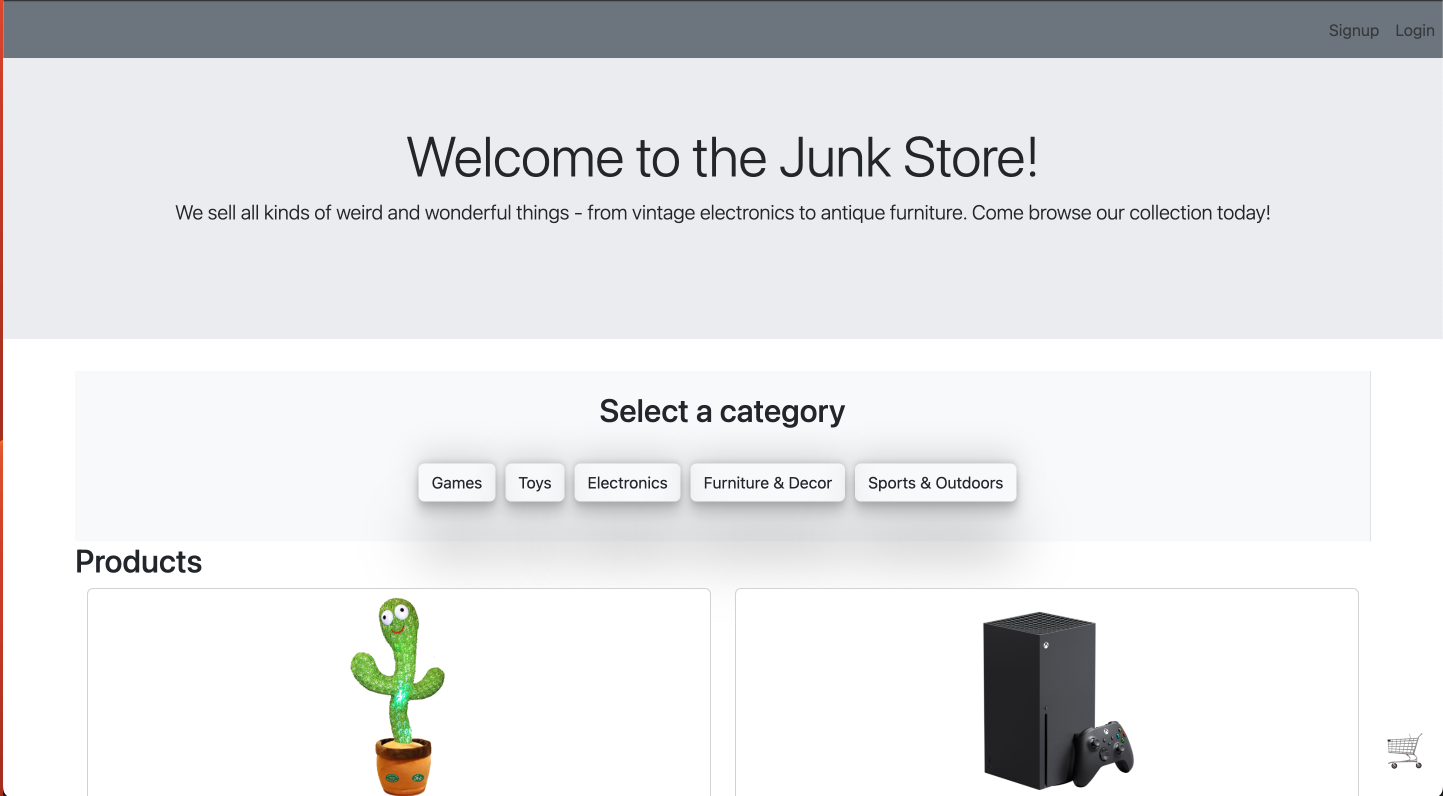 Signup Login
Welcome to the Junk Store!
We sell all kinds of weird and wonderful things - from vintage electronics to antique furniture. Come browse our collection today!
Select a category
Games Toys Electronics Furniture & Decor Sports & Outdoors
Products